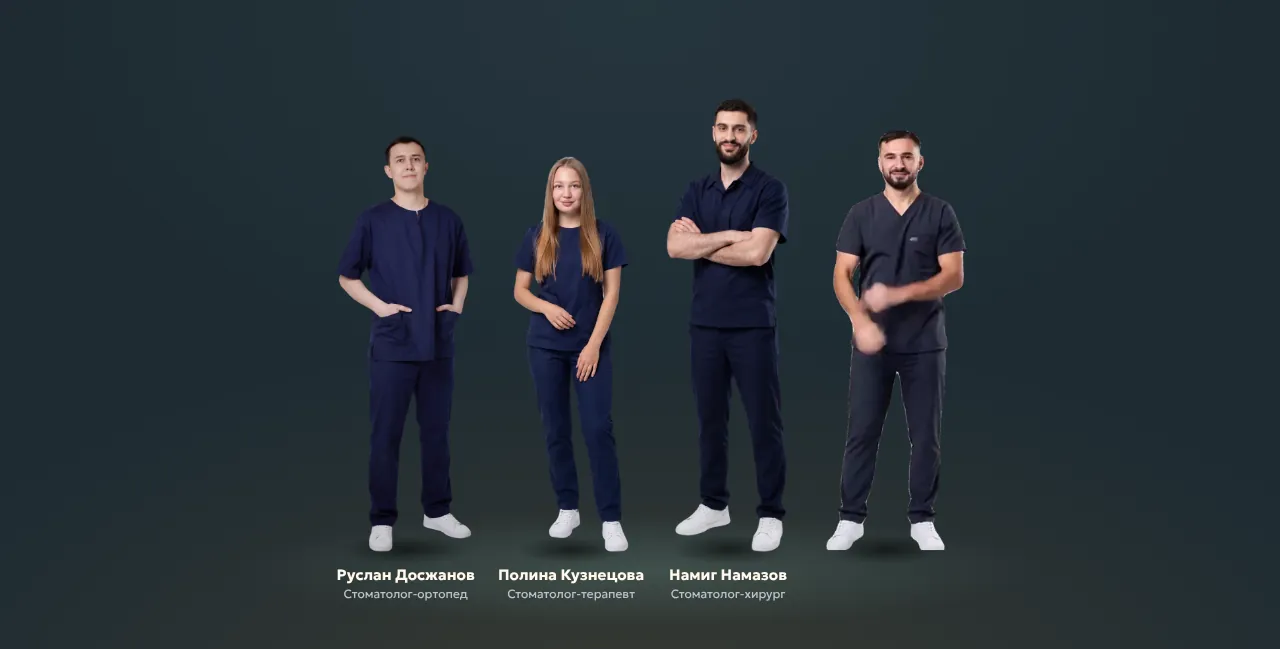 Руслан Досжанов
Стоматолог-ортопед
Полина Кузнецова
Стоматолог-терапевт
Намиг Намазов
Стоматолог-хирург